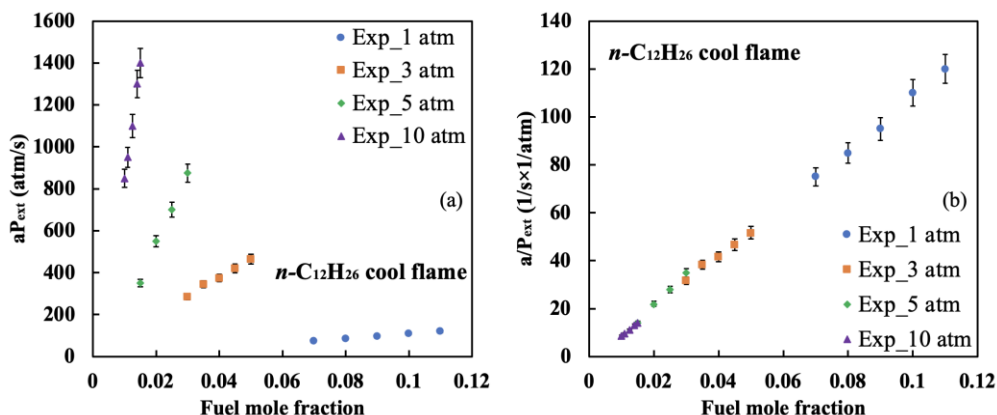 1600
1400
1200
1000
800
600
400
200
0
aPext (atm/s)
Exp_1 atm
Exp_3 atm
Exp_5 atm
Exp_10 atm
(a)
n-C12H26 cool flame
0 0.02 0.04 0.06 0.08 0.1 0.12
Fuel mole fraction
140
120
100
80
60
40
20
0
a/Pext (1/s×1/atm)
n-C12H26 cool flame
(b)
Exp_1 atm
Exp_3 atm
Exp_5 atm
Exp_10 atm
0 0.02 0.04 0.06 0.08 0.1 0.12
Fuel mole fraction